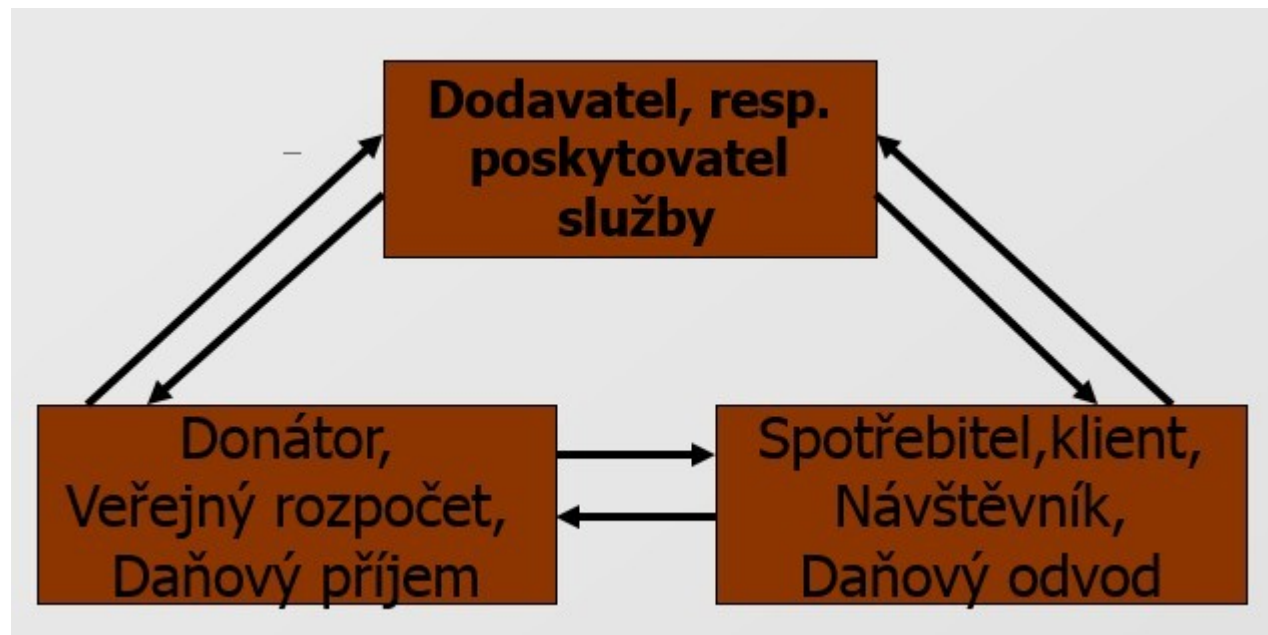 Dodavatel, resp.
poskytovatel
služby
Donátor,
Veřejný rozpočet,
Daňový příjem
Spotřebitel,klient,
Návštěvník,
Daňový odvod